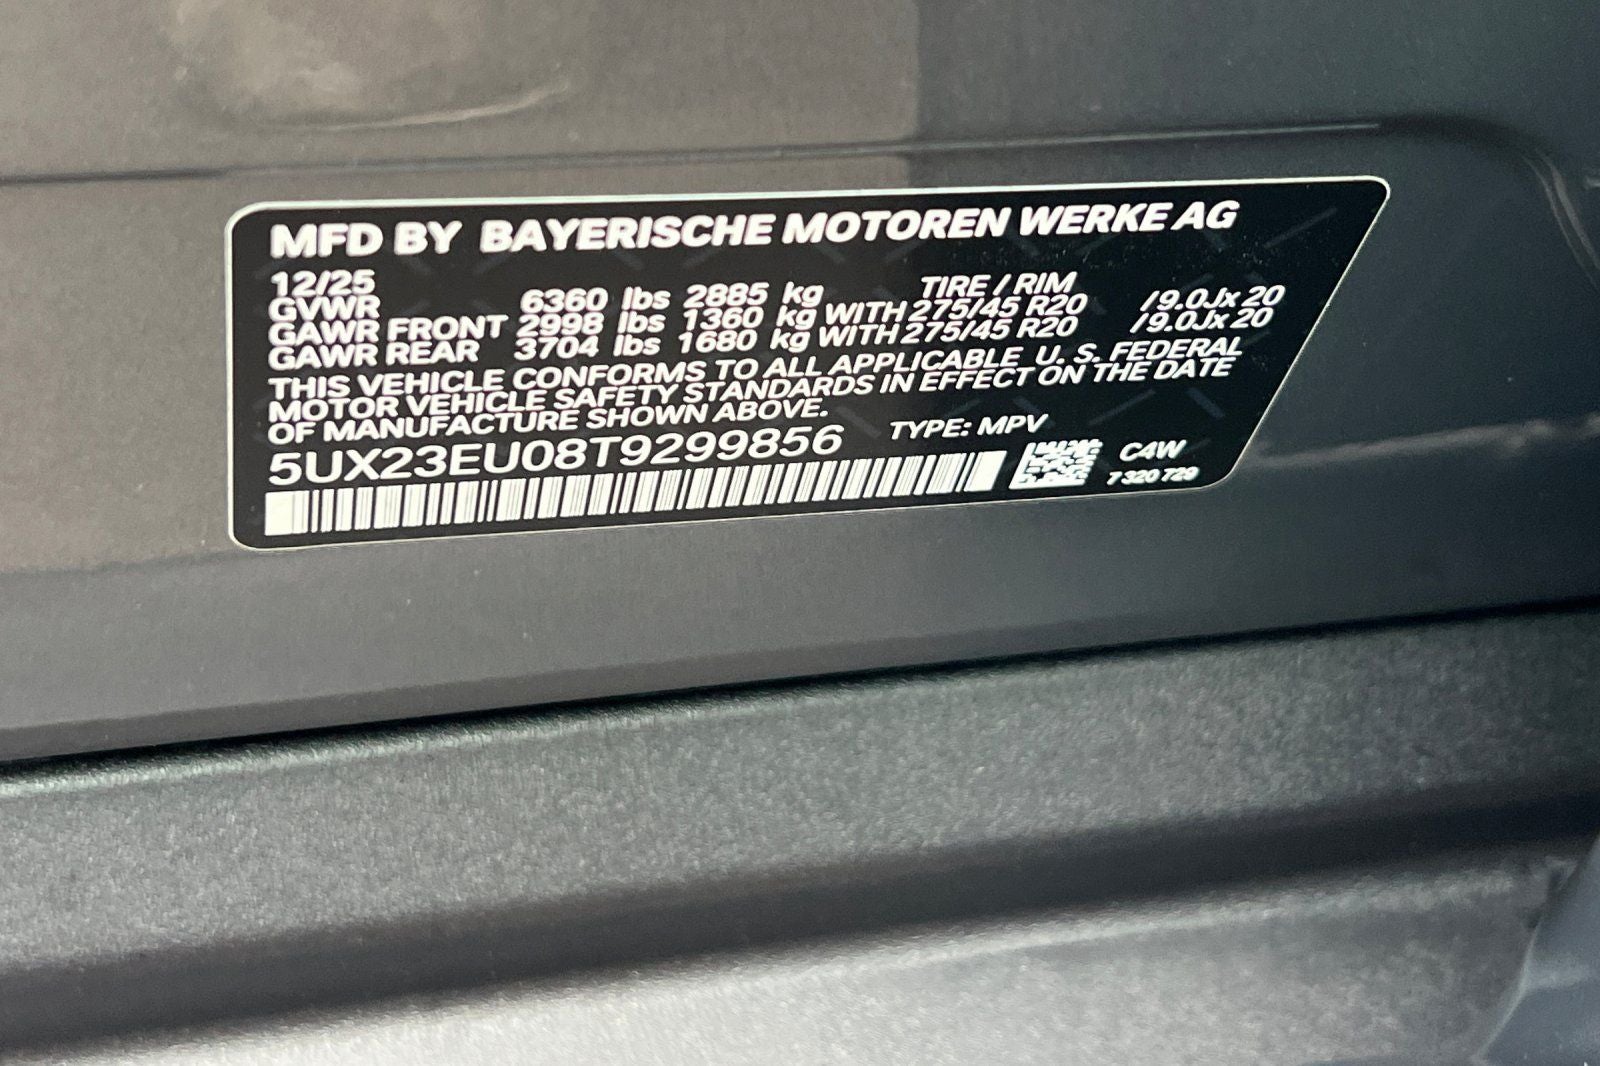 MFD BY BAYERISCHE MOTOREN WERKE AG
12/25 TIRE / RIM
GVWR 6360 lbs 2885 kg
GAWR FRONT 2998 lbs 1360 kg WITH 275/45 R20 / 9.0Jx20
GAWR REAR 3704 lbs 1680 kg WITH 275/45 R20 / 9.0Jx20
THIS VEHICLE CONFORMS TO ALL APPLICABLE U. S. FEDERAL
MOTOR VEHICLE SAFETY STANDARDS IN EFFECT ON THE DATE
OF MANUFACTURE SHOWN ABOVE.
5UX23EU08T9299856 TYPE: MPV
C4W
7 320 729